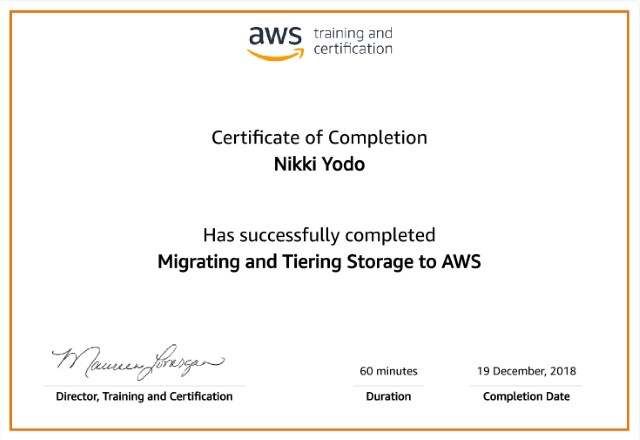 aws training and
certification
Certificate of Completion
Nikki Yodo
Has successfully completed
Migrating and Tiering Storage to AWS
Maureen Lonergan
60 minutes
19 December, 2018
Director, Training and Certification
Duration
Completion Date